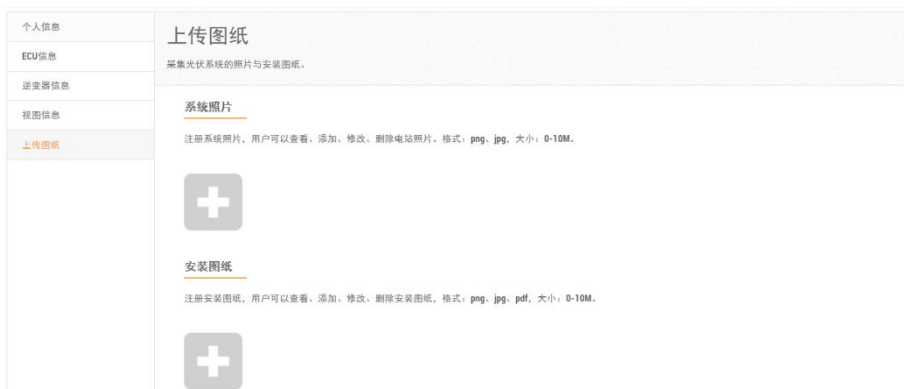 个人信息
ECU信息
逆变器信息
视图信息
上传图纸
上传图纸
采集光伏系统的照片与安装图纸。
系统照片
注册系统照片，用户可以查看、添加、修改、删除电站照片。格式：png、jpg，大小：0-10M。
安装图纸
注册安装图纸，用户可以查看、添加、修改、删除安装图纸，格式：png、jpg、pdf，大小：0-10M。